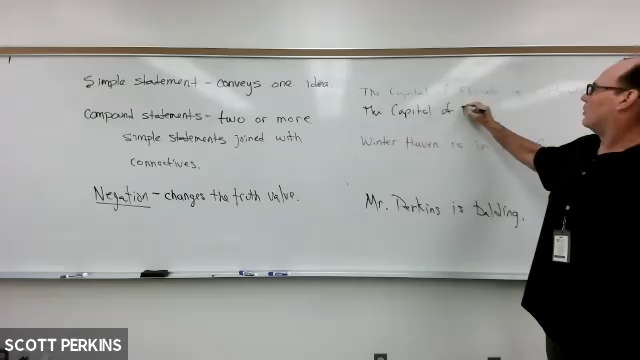 Simple statement - conveys one idea.
Compound statements - two or more
simple statements joined with
connectives.
Negation - changes the truth value.
The Capital of Florida is
The Capitol of
Winter Haven is in
Mr. Perkins is balding.
SCOTT PERKINS